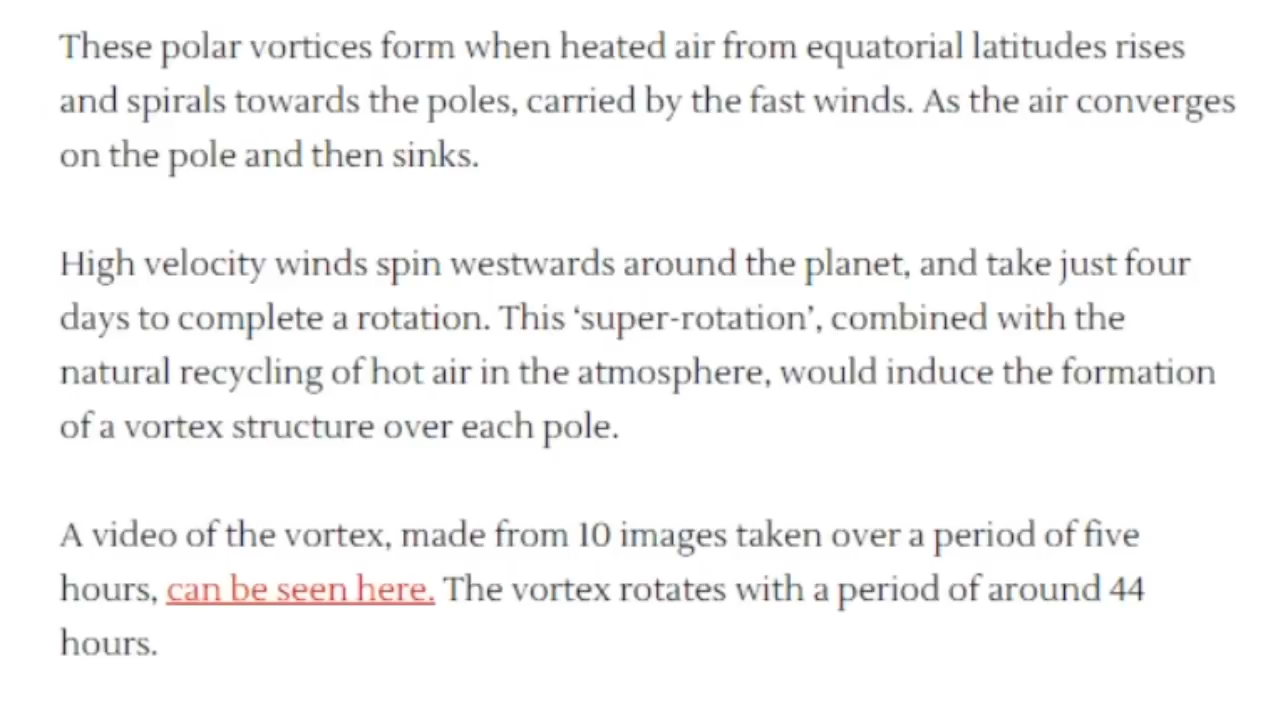 These polar vortices form when heated air from equatorial latitudes rises
and spirals towards the poles, carried by the fast winds. As the air converges
on the pole and then sinks.
High velocity winds spin westwards around the planet, and take just four
days to complete a rotation. This ‘super-rotation’, combined with the
natural recycling of hot air in the atmosphere, would induce the formation
of a vortex structure over each pole.
A video of the vortex, made from 10 images taken over a period of five
hours, can be seen here. The vortex rotates with a period of around 44
hours.